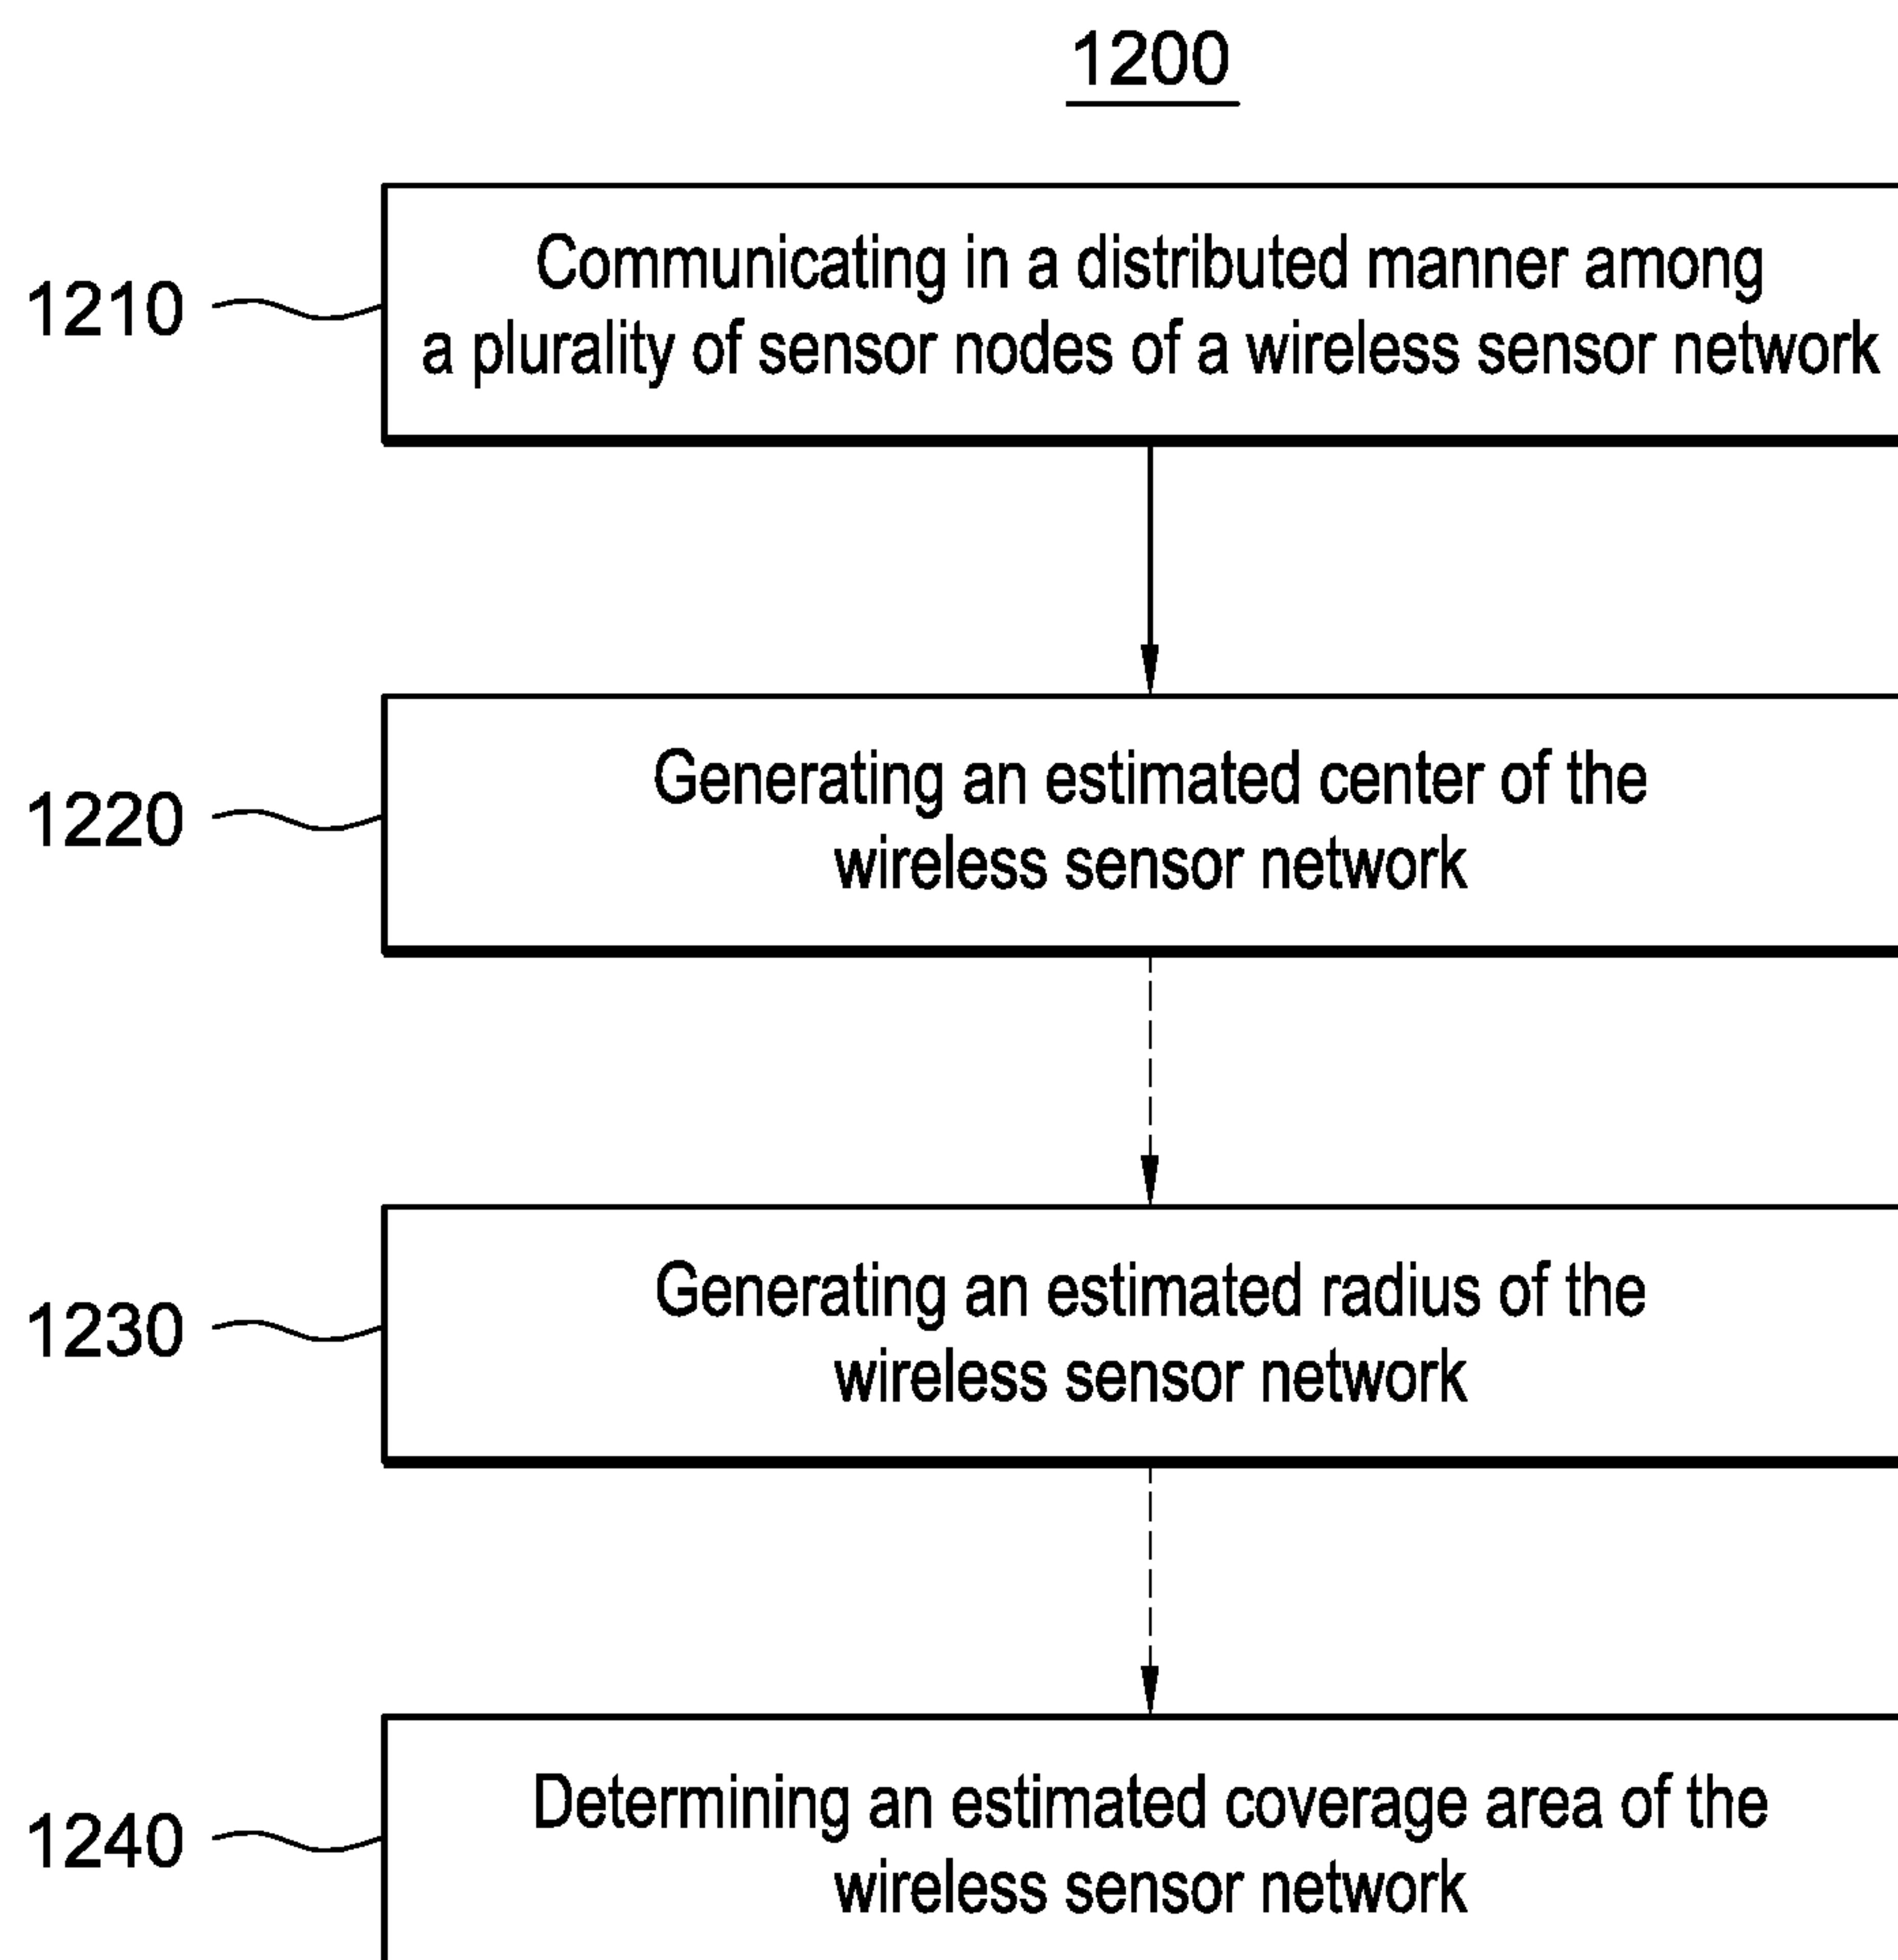 1200
1210
Communicating in a distributed manner among
a plurality of sensor nodes of a wireless sensor network
1220
Generating an estimated center of the
wireless sensor network
1230
Generating an estimated radius of the
wireless sensor network
1240
Determining an estimated coverage area of the
wireless sensor network